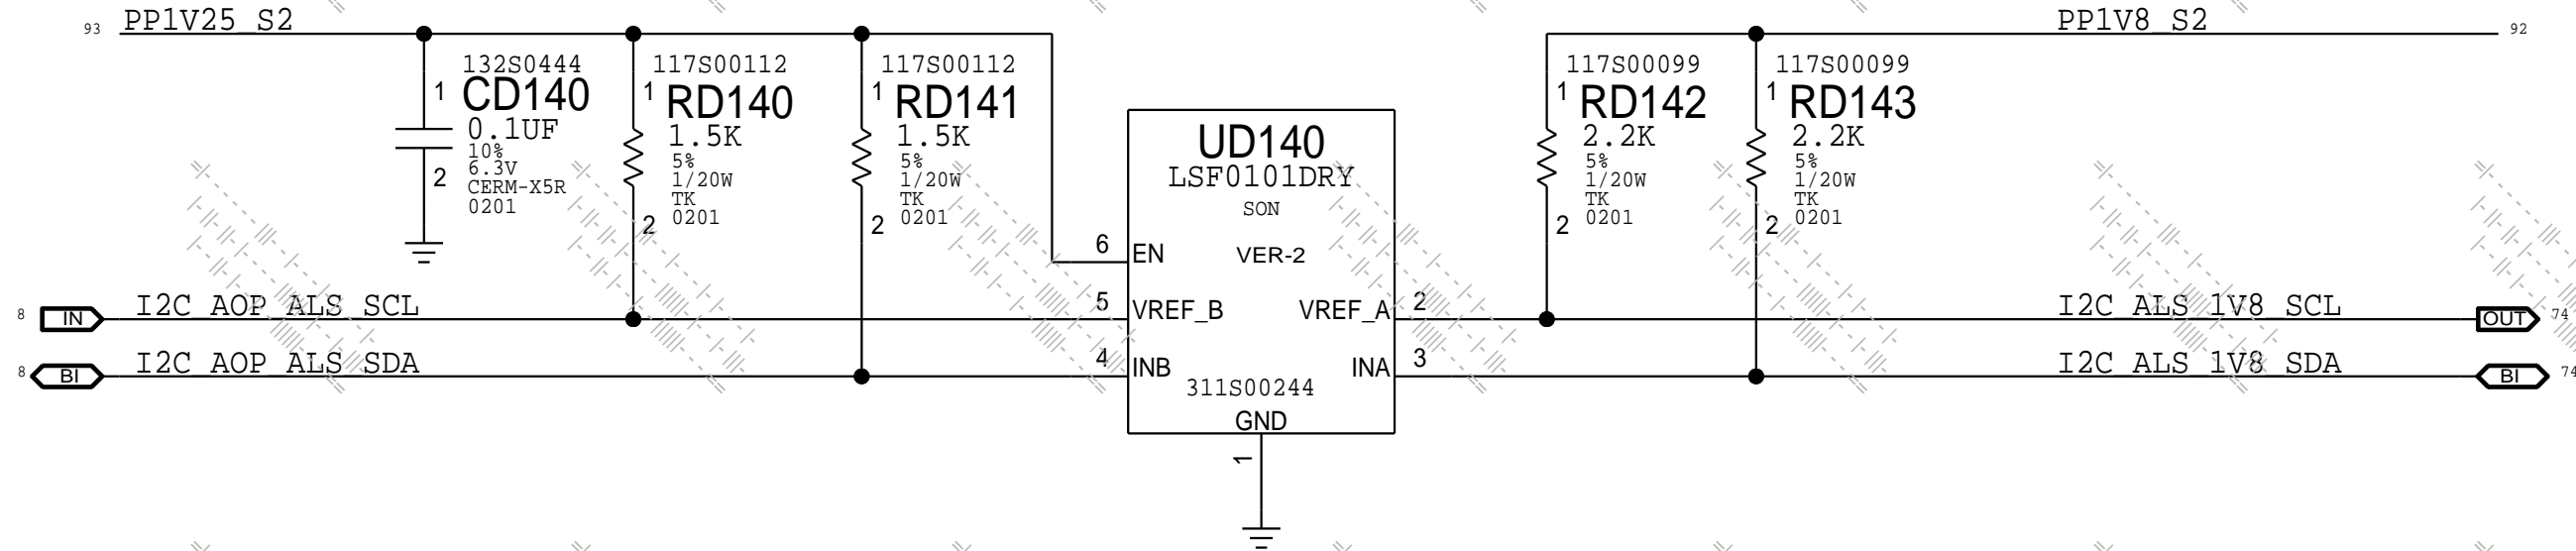 93 PP1V25_S2
PP1V8_S2 92
132S0444
1 CD140
0.1UF
10%
6.3V
2 CERM-X5R
0201
117S00112
1 RD140
1.5K
5%
1/20W
TK
0201
2
117S00112
1 RD141
1.5K
5%
1/20W
TK
0201
2
UD140
LSF0101DRY
SON
VER-2
6 EN
5 VREF_B
4 INB
VREF_A 2
INA 3
311S00244
GND
1
117S00099
1 RD142
2.2K
5%
1/20W
TK
0201
2
117S00099
1 RD143
2.2K
5%
1/20W
TK
0201
2
8 IN I2C_AOP_ALS_SCL
8 BI I2C_AOP_ALS_SDA
I2C_ALS_1V8_SCL OUT 74
I2C_ALS_1V8_SDA BI 74